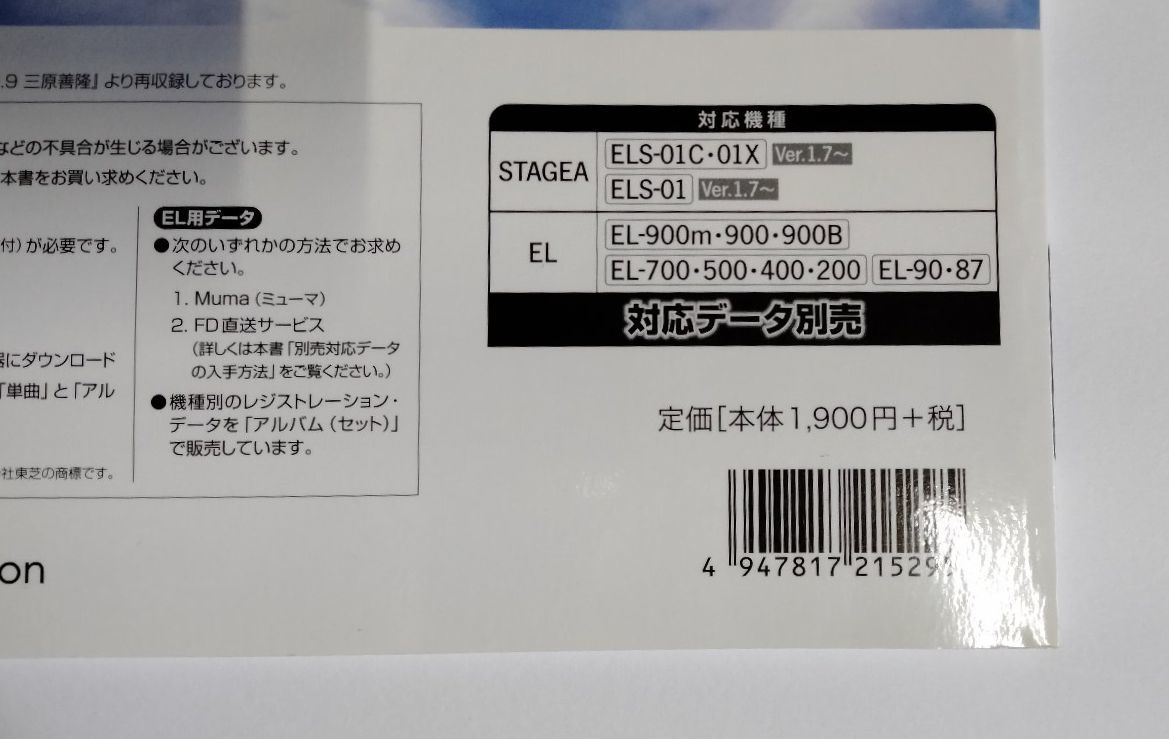 .9 三原善隆』より再収録しております。
などの不具合が生じる場合がございます。
本書をお買い求めください。
付)が必要です。
器にダウンロード
「単曲」と「アル
社東芝の商標です。
EL用データ
●次のいずれかの方法でお求め
ください。
1. Muma(ミューマ)
2. FD直送サービス
(詳しくは本書「別売対応データ
の入手方法」をご覧ください。)
●機種別のレジストレーション・
データを「アルバム(セット)」
で販売しています。
on
対応機種
STAGEA
ELS-01C・01X Ver.1.7～
ELS-01 Ver.1.7～
EL
EL-900m・900・900B
EL-700・500・400・200 EL-90・87
対応データ別売
定価[本体1,900円+税]
4 947817 21529